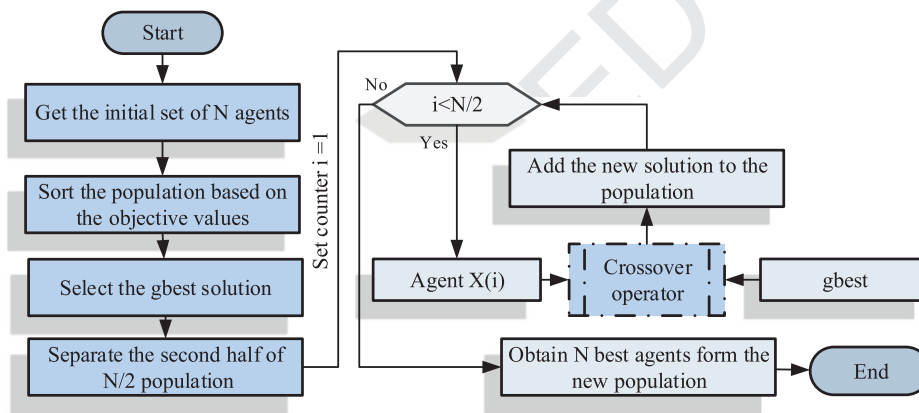 Start
Get the initial set of N agents
Sort the population based on
the objective values
Select the gbest solution
Separate the second half of
N/2 population
Set counter i =1
No
i<N/2
Yes
Add the new solution to the
population
Agent X(i)
Crossover
operator
gbest
Obtain N best agents form the
new population
End